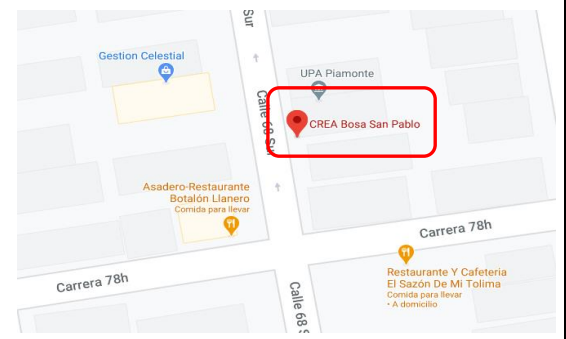 Sur
Gestion Celestial
UPA Piamonte
CREA Bosa San Pablo
Calle 68 Sur
Asadero-Restaurante
Botalón Llanero
Comida para llevar
Carrera 78h
Carrera 78h
Restaurante Y Cafeteria
El Sazón De Mi Tolima
Comida para llevar
• A domicilio
Calle 68 S